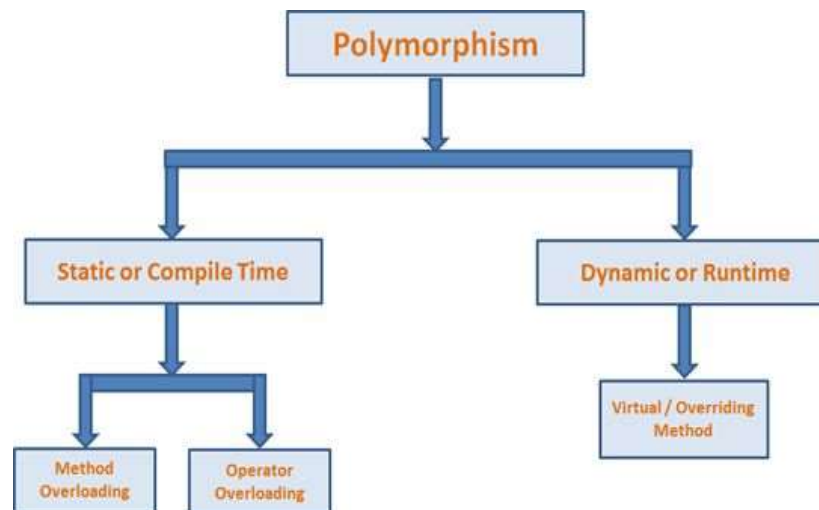 Polymorphism
Static or Compile Time
Dynamic or Runtime
Virtual / Overriding
Method
Method
Overloading
Operator
Overloading